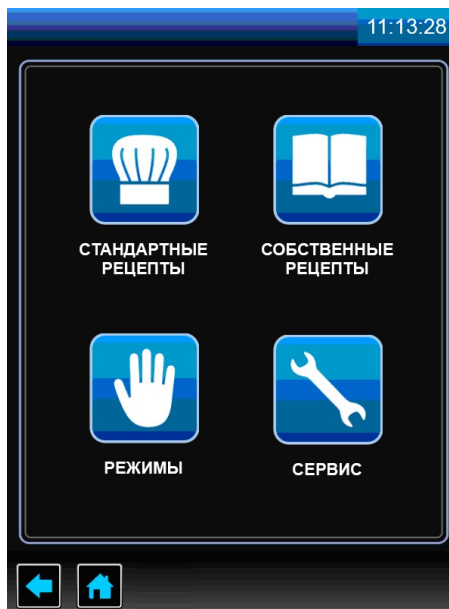 11:13:28
СТАНДАРТНЫЕ
РЕЦЕПТЫ
СОБСТВЕННЫЕ
РЕЦЕПТЫ
РЕЖИМЫ
СЕРВИС